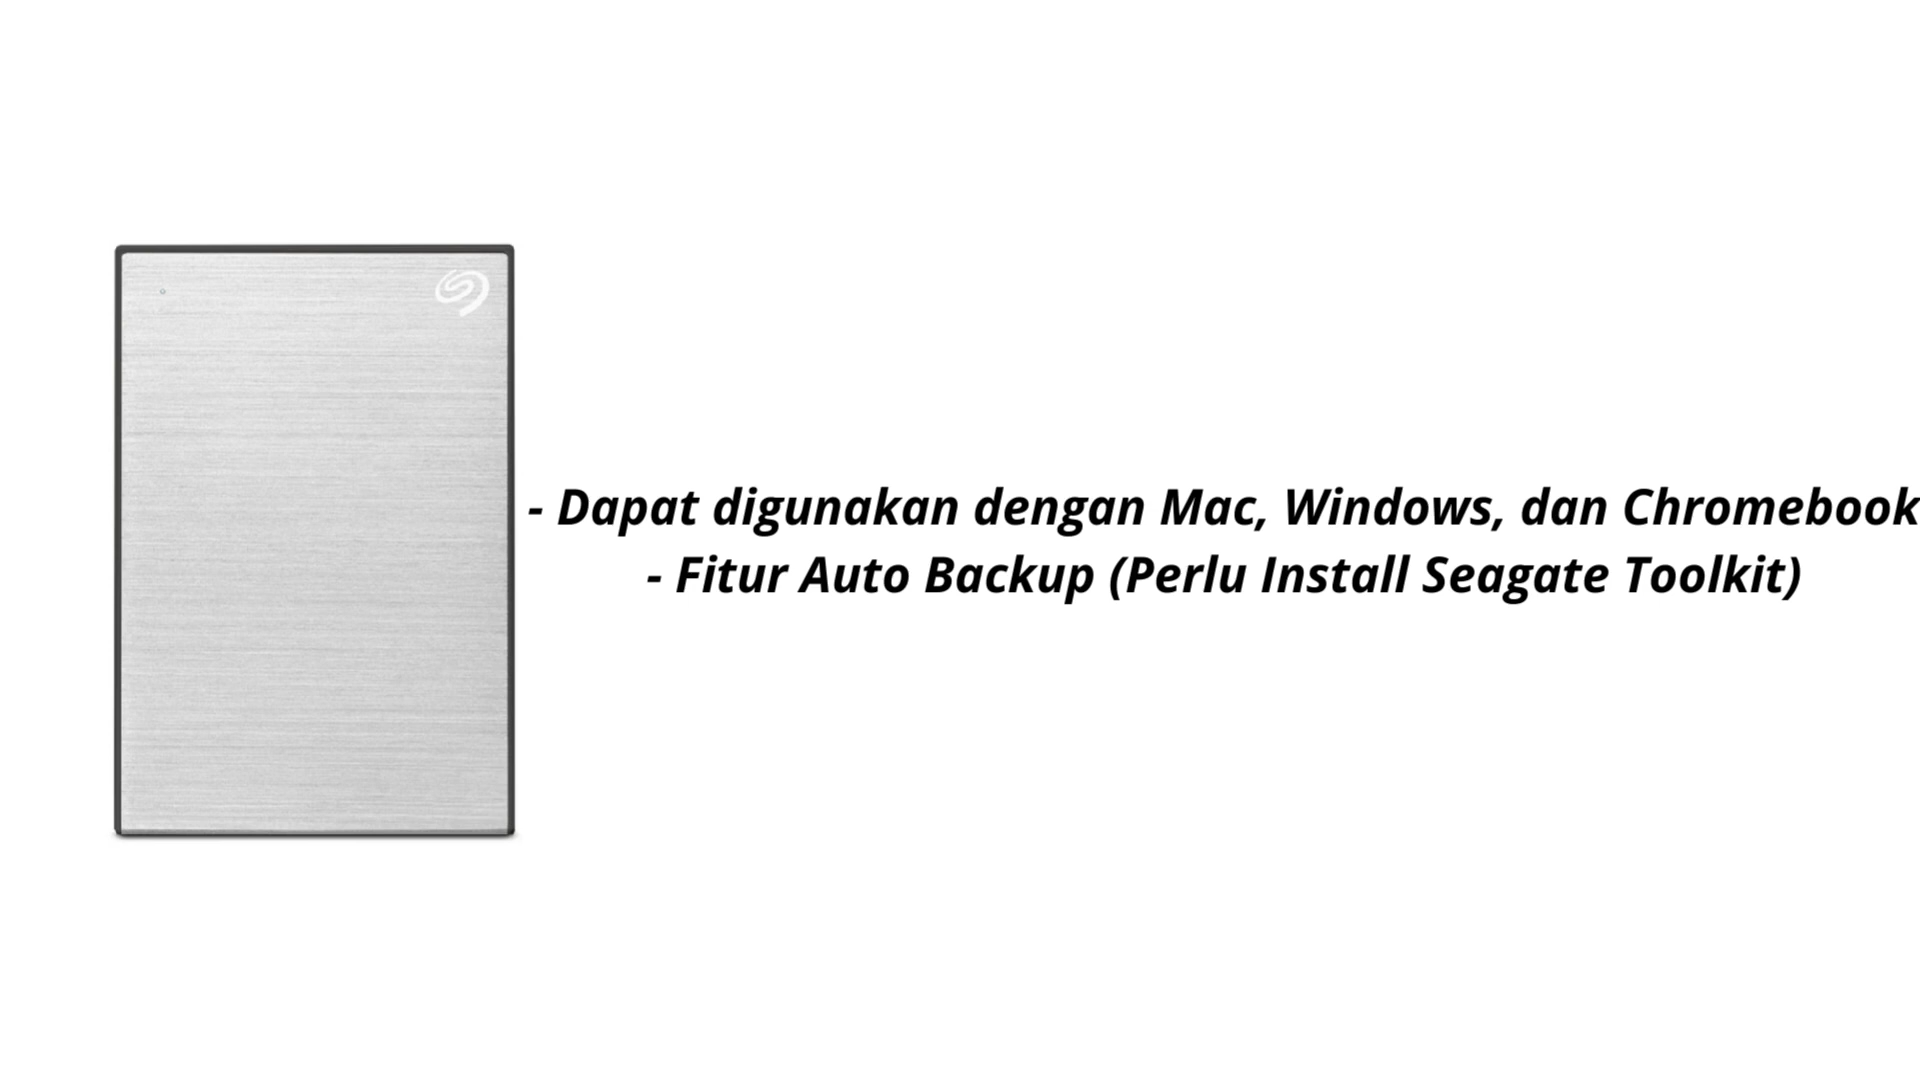 - Dapat digunakan dengan Mac, Windows, dan Chromebook
- Fitur Auto Backup (Perlu Install Seagate Toolkit)